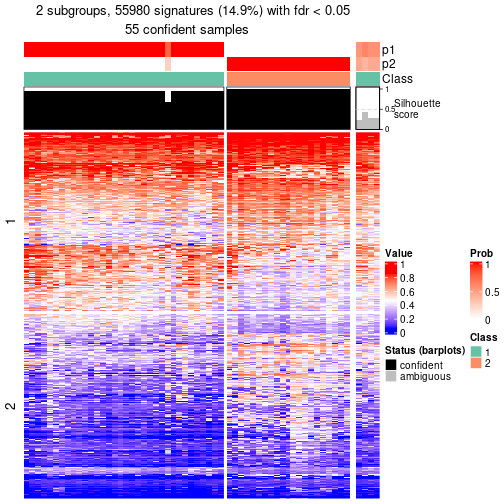 2 subgroups, 55980 signatures (14.9%) with fdr < 0.05
55 confident samples
p1
p2
Class
1
0.5
0
Silhouette
score
1
2
Value
1
0.8
0.6
0.4
0.2
0
Prob
1
0.5
0
Status (barplots)
confident
ambiguous
Class
1
2